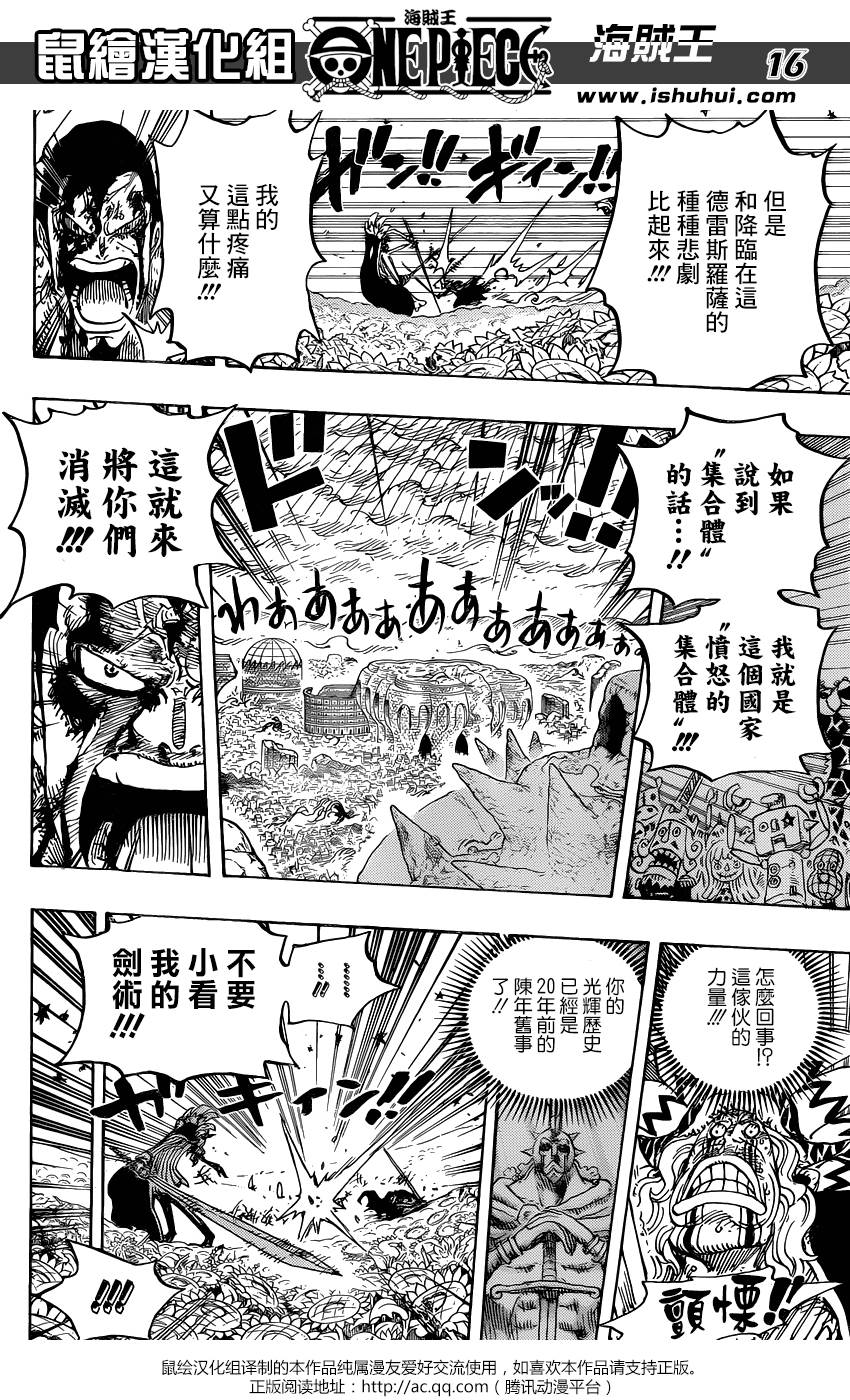 鼠繪漢化組
海賊王
ONE PIECE
海賊王
16
www.ishuhui.com
但是
和降臨在這
德雷斯羅薩的
種種悲劇
比起來!!!
ギィン!!
ガン!!
我的
這點疼痛
又算什麼
!!!
如果
說到
“集合體”
的話…!!
我就是
這個國家
“憤怒的
集合體”!!!
ドン!!
わあああああああああ
這就來
將你們
消滅!!!
怎麼回事!?
這傢伙的
力量!!!
顫慄!!
你的
光輝歷史
已經是
20年前的
陳年舊事
了!!
…!!
不要
小看
我的
劍術
!!!
ギィン!!
ガ
!!!
鼠绘汉化组译制的本作品纯属漫友爱好交流使用，如喜欢本作品请支持正版。
正版阅读地址：http://ac.qq.com（腾讯动漫平台）